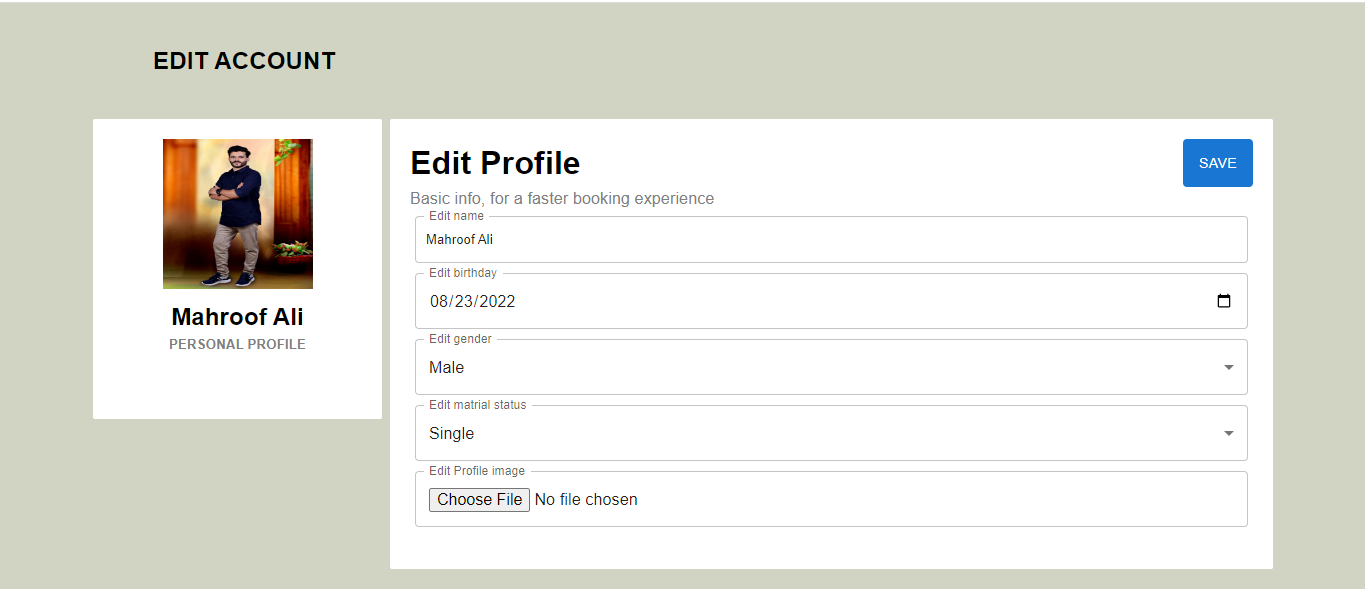 EDIT ACCOUNT
Mahroof Ali
PERSONAL PROFILE
Edit Profile
SAVE
Basic info, for a faster booking experience
Edit name
Mahroof Ali
Edit birthday
08/23/2022
Edit gender
Male
Edit matrial status
Single
Edit Profile image
Choose File No file chosen